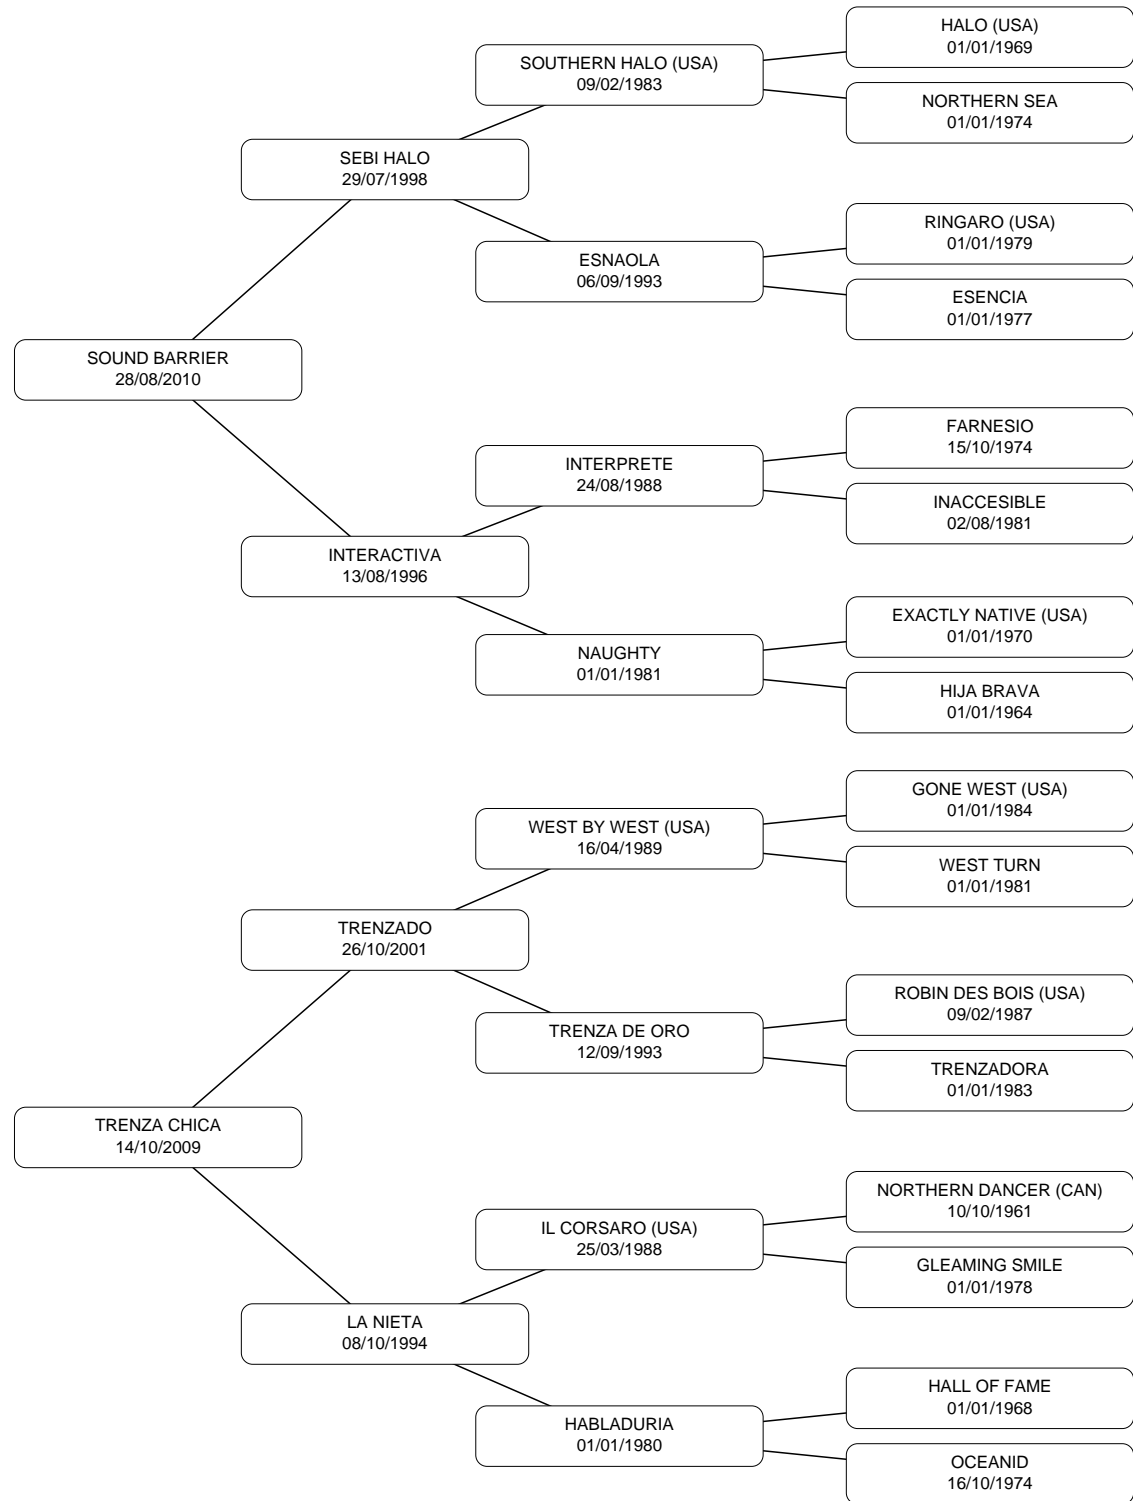 HALO (USA)
01/01/1969
SOUTHERN HALO (USA)
09/02/1983
NORTHERN SEA
01/01/1974
SEBI HALO
29/07/1998
RINGARO (USA)
01/01/1979
ESNAOLA
06/09/1993
ESENCIA
01/01/1977
SOUND BARRIER
28/08/2010
FARNESIO
15/10/1974
INTERPRETE
24/08/1988
INACCESIBLE
02/08/1981
INTERACTIVA
13/08/1996
EXACTLY NATIVE (USA)
01/01/1970
NAUGHTY
01/01/1981
HIJA BRAVA
01/01/1964
GONE WEST (USA)
01/01/1984
WEST BY WEST (USA)
16/04/1989
WEST TURN
01/01/1981
TRENZADO
26/10/2001
ROBIN DES BOIS (USA)
09/02/1987
TRENZA DE ORO
12/09/1993
TRENZADORA
01/01/1983
TRENZA CHICA
14/10/2009
NORTHERN DANCER (CAN)
10/10/1961
IL CORSARO (USA)
25/03/1988
GLEAMING SMILE
01/01/1978
LA NIETA
08/10/1994
HALL OF FAME
01/01/1968
HABLADURIA
01/01/1980
OCEANID
16/10/1974